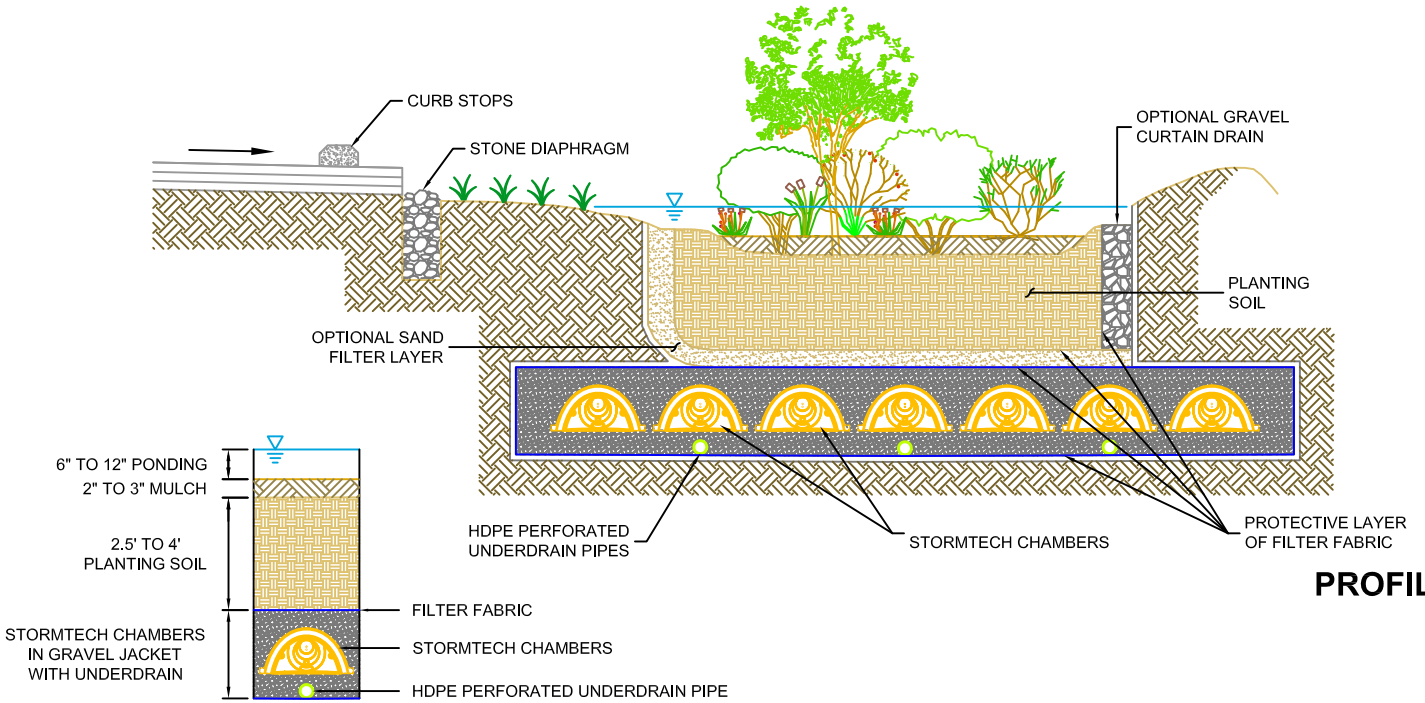 CURB STOPS
STONE DIAPHRAGM
OPTIONAL GRAVEL
CURTAIN DRAIN
PLANTING
SOIL
OPTIONAL SAND
FILTER LAYER
HDPE PERFORATED
UNDERDRAIN PIPES
STORMTECH CHAMBERS
PROTECTIVE LAYER
OF FILTER FABRIC
PROFIL
6" TO 12" PONDING
2" TO 3" MULCH
2.5' TO 4'
PLANTING SOIL
FILTER FABRIC
STORMTECH CHAMBERS
IN GRAVEL JACKET
WITH UNDERDRAIN
STORMTECH CHAMBERS
HDPE PERFORATED UNDERDRAIN PIPE